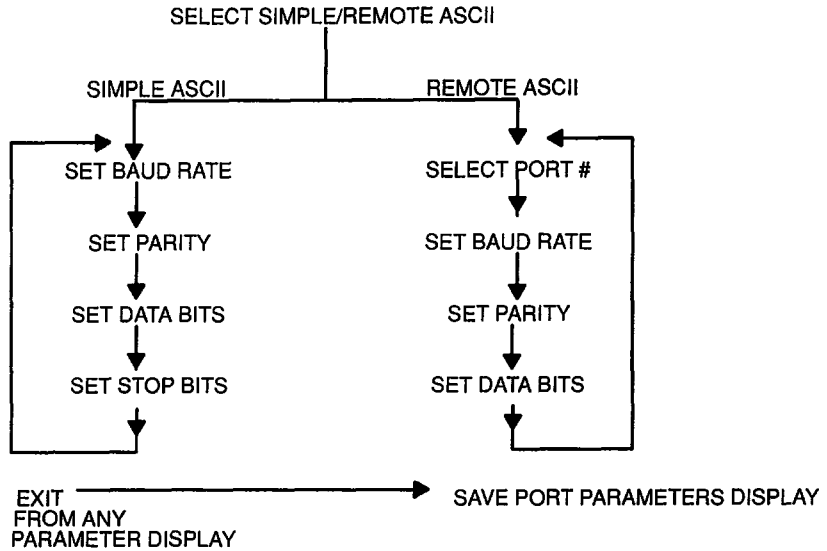 SELECT SIMPLE/REMOTE ASCII
SIMPLE ASCII
REMOTE ASCII
SET BAUD RATE
SET PARITY
SET DATA BITS
SET STOP BITS
SELECT PORT #
SET BAUD RATE
SET PARITY
SET DATA BITS
EXIT
FROM ANY
PARAMETER DISPLAY
SAVE PORT PARAMETERS DISPLAY